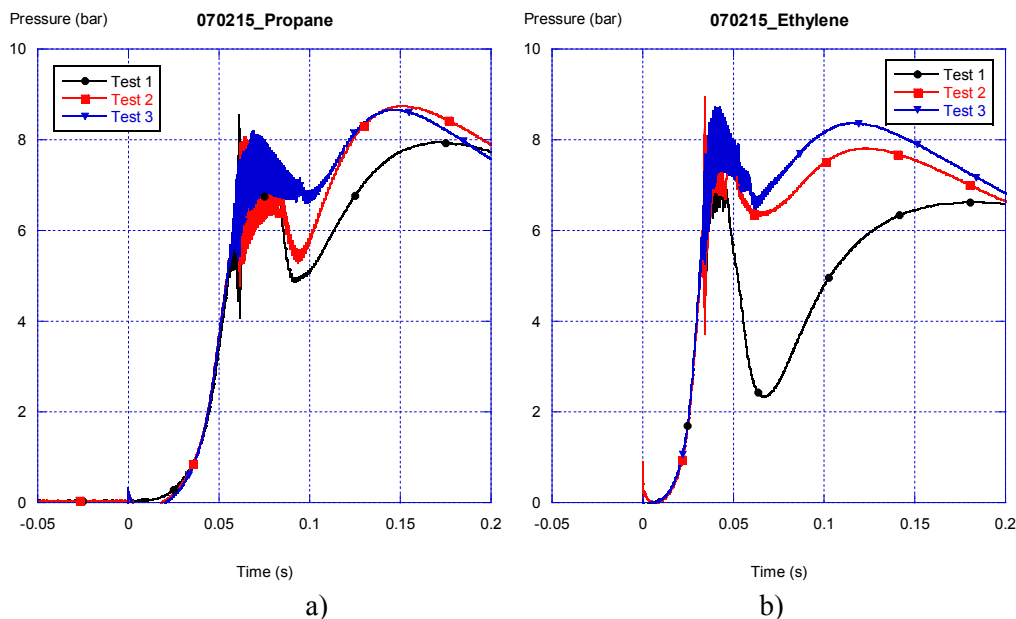 Pressure (bar)
070215_Propane
10
8
6
4
2
0
Test 1
Test 2
Test 3
-0.05
0
0.05
0.1
0.15
0.2
Time (s)
a)
Pressure (bar)
070215_Ethylene
10
8
6
4
2
0
Test 1
Test 2
Test 3
-0.05
0
0.05
0.1
0.15
0.2
Time (s)
b)